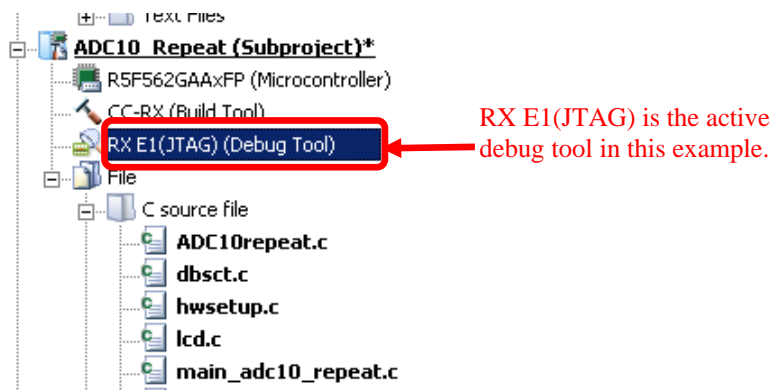 Text Files
ADC10_Repeat (Subproject)*
R5F562GAAxFP (Microcontroller)
CC-RX (Build Tool)
RX E1(JTAG) (Debug Tool)
RX E1(JTAG) is the active
debug tool in this example.
File
C source file
ADC10repeat.c
dbsct.c
hwsetup.c
lcd.c
main_adc10_repeat.c